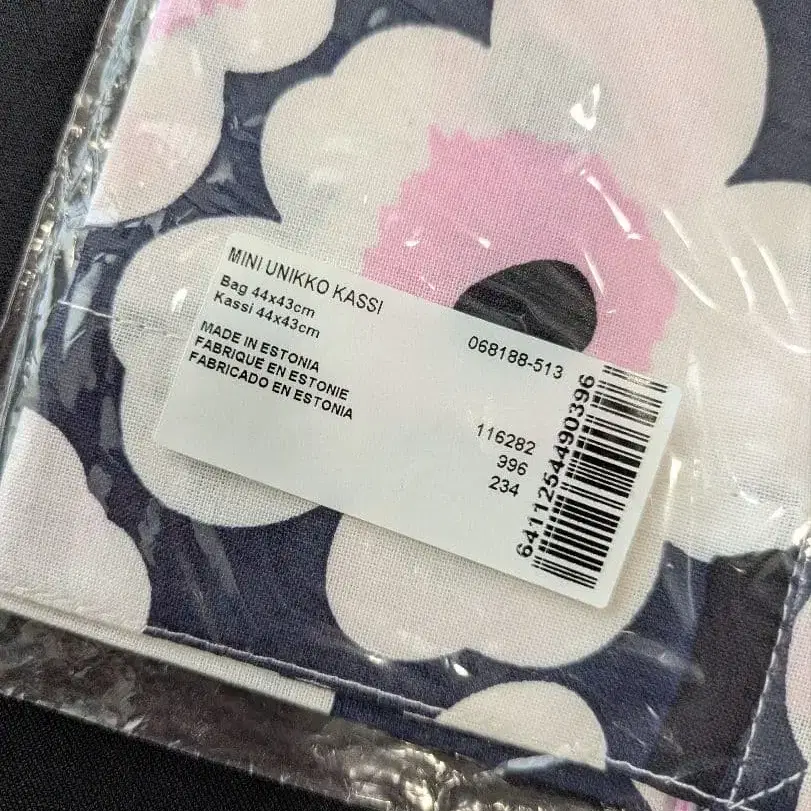 MINI UNIKKO KASSI
Bag 44x43cm
Kassi 44x43cm
068188-513
MADE IN ESTONIA
FABRIQUE EN ESTONIE
FABRICADO EN ESTONIA
116282
996
234
6411254490396